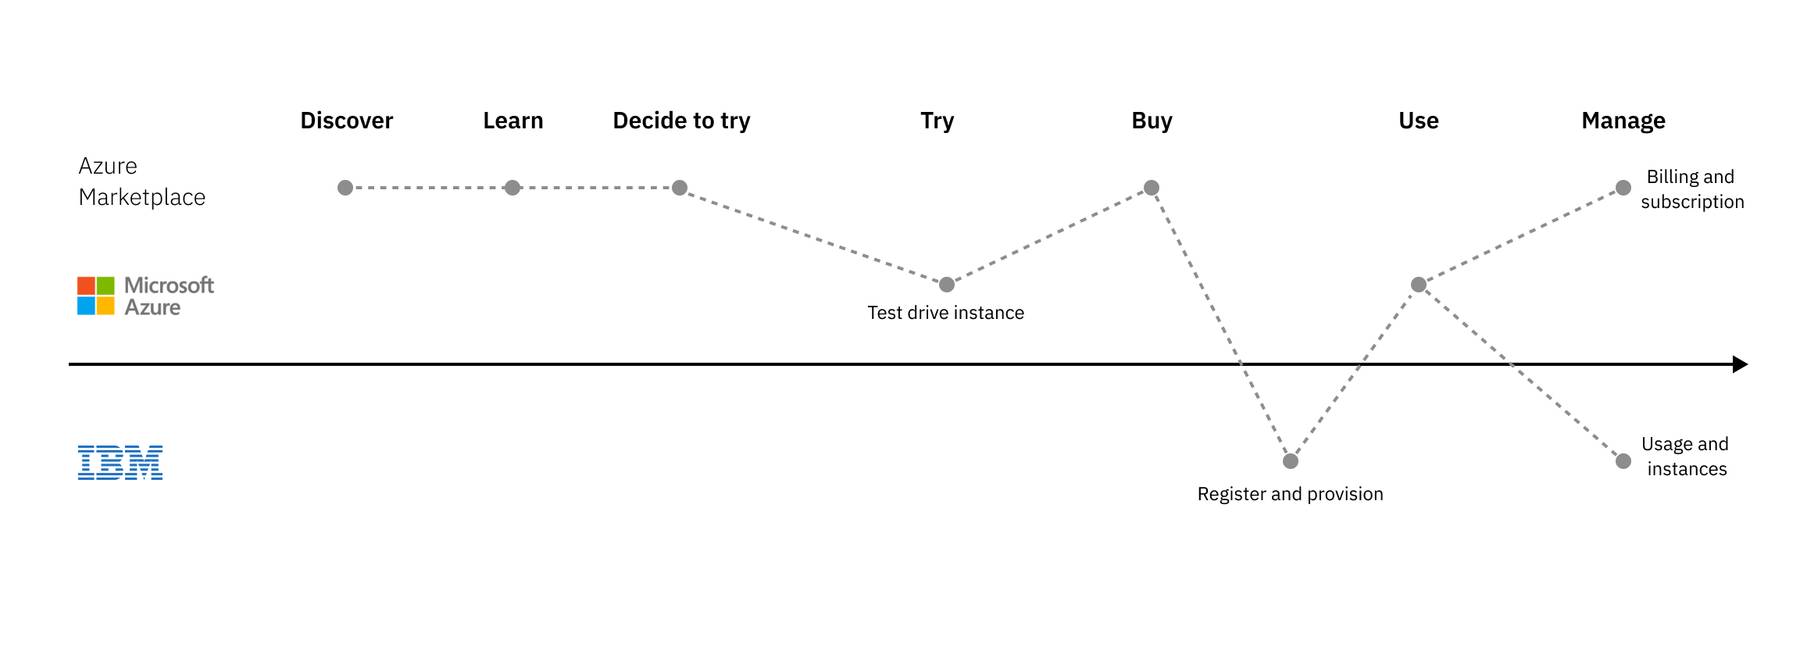 Discover Learn Decide to try Try Buy Use Manage
Azure
Marketplace
Billing and
subscription
Microsoft
Azure
Test drive instance
IBM
Usage and
instances
Register and provision